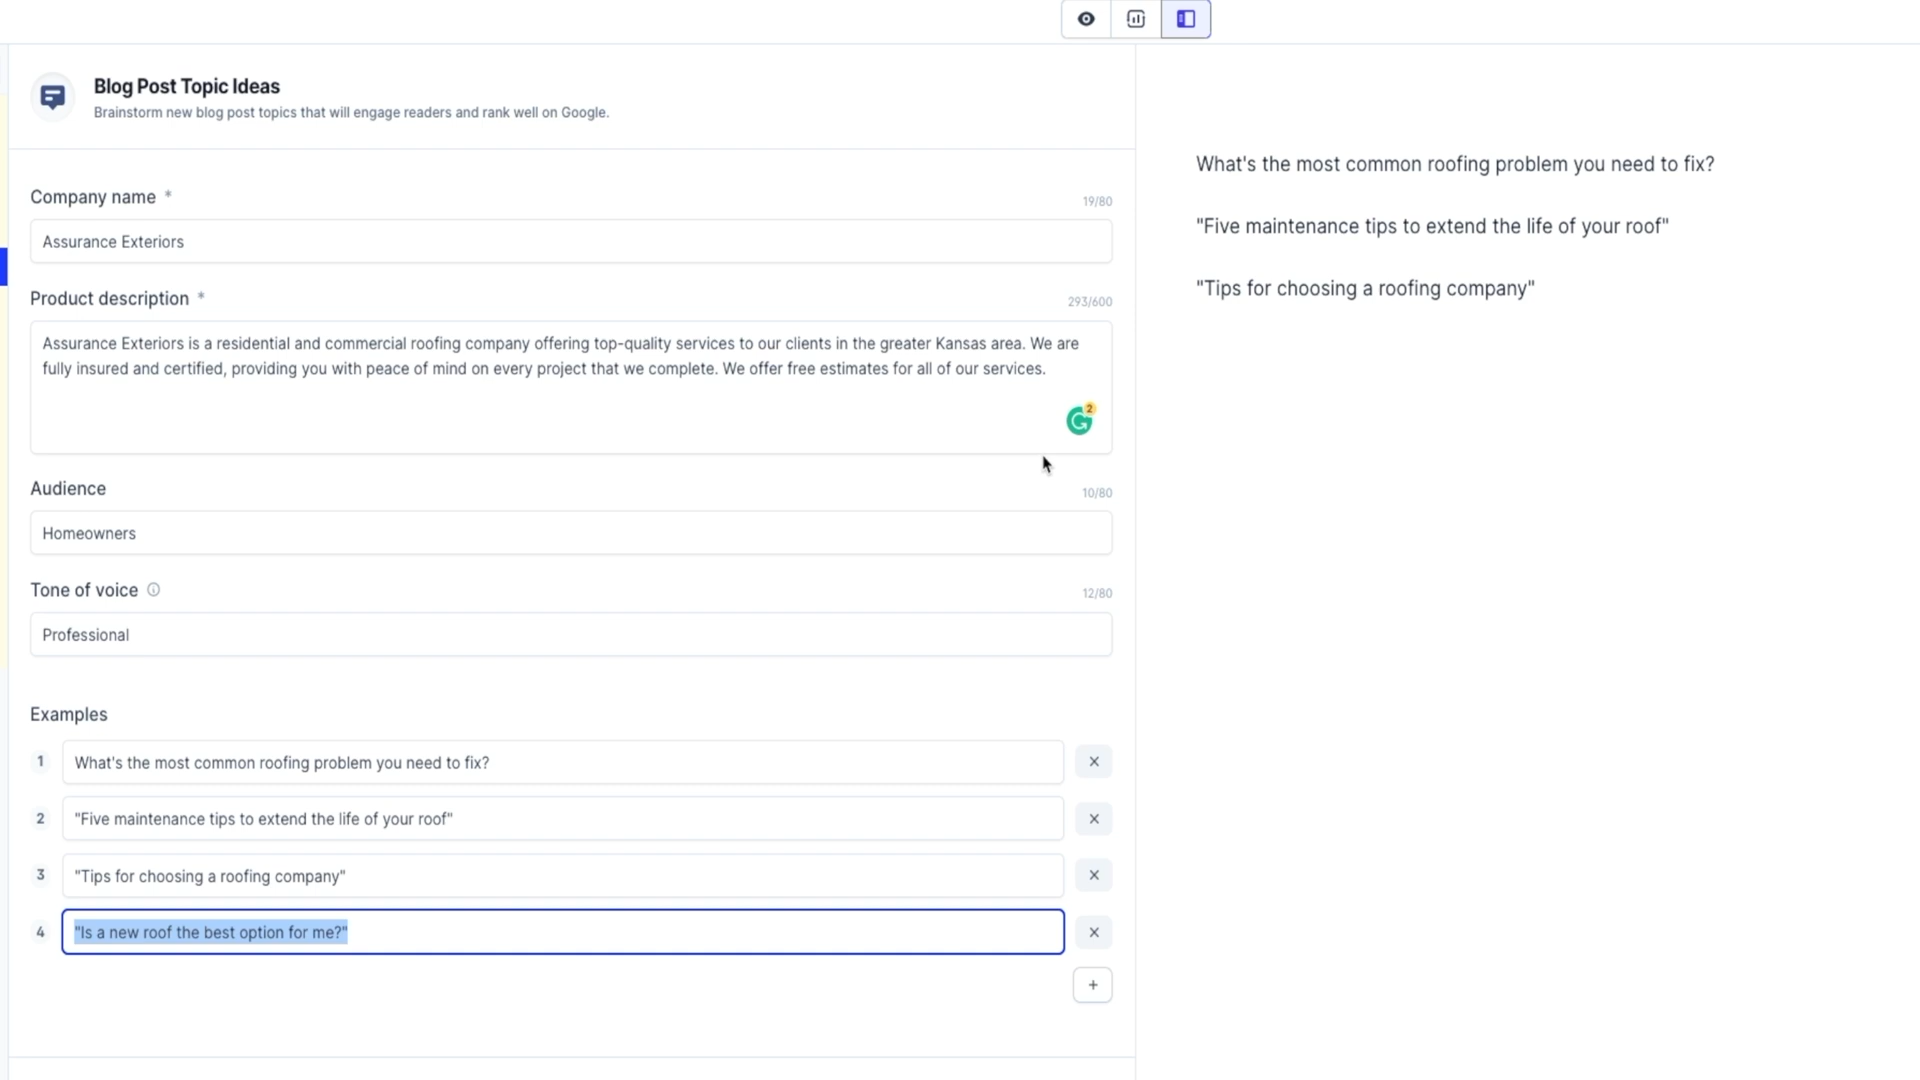 Blog Post Topic Ideas
Brainstorm new blog post topics that will engage readers and rank well on Google.
Company name *
19/80
Assurance Exteriors
Product description *
293/600
Assurance Exteriors is a residential and commercial roofing company offering top-quality services to our clients in the greater Kansas area. We are
fully insured and certified, providing you with peace of mind on every project that we complete. We offer free estimates for all of our services.
2
Audience
10/80
Homeowners
Tone of voice
12/80
Professional
Examples
1 What's the most common roofing problem you need to fix?
2 "Five maintenance tips to extend the life of your roof"
3 "Tips for choosing a roofing company"
4 "Is a new roof the best option for me?"
What's the most common roofing problem you need to fix?
"Five maintenance tips to extend the life of your roof"
"Tips for choosing a roofing company"